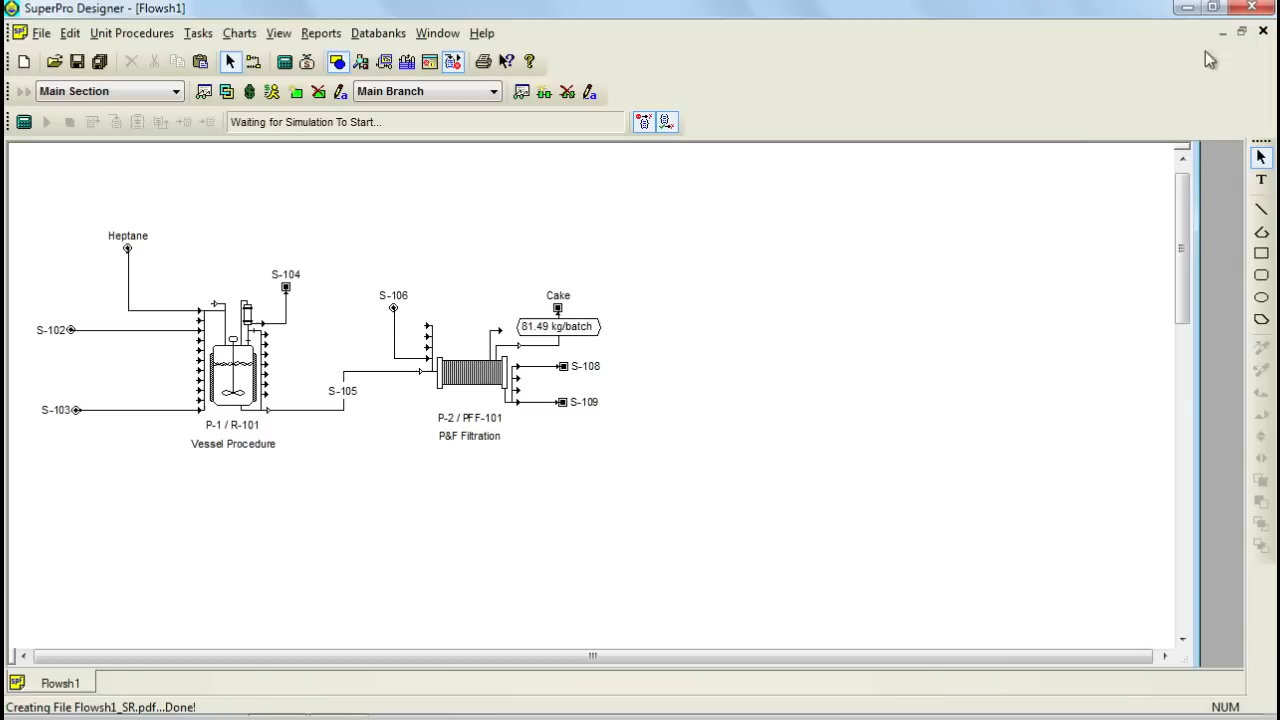 SuperPro Designer - [Flowsh1]
File Edit Unit Procedures Tasks Charts View Reports Databanks Window Help
Main Section
Main Branch
Waiting for Simulation To Start...
T
Heptane
S-104
S-106
Cake
81.49 kg/batch
S-102
S-108
S-105
S-109
S-103
P-1 / R-101
Vessel Procedure
P-2 / PFF-101
P&F Filtration
Flowsh1
Creating File Flowsh1_SR.pdf...Done!
NUM